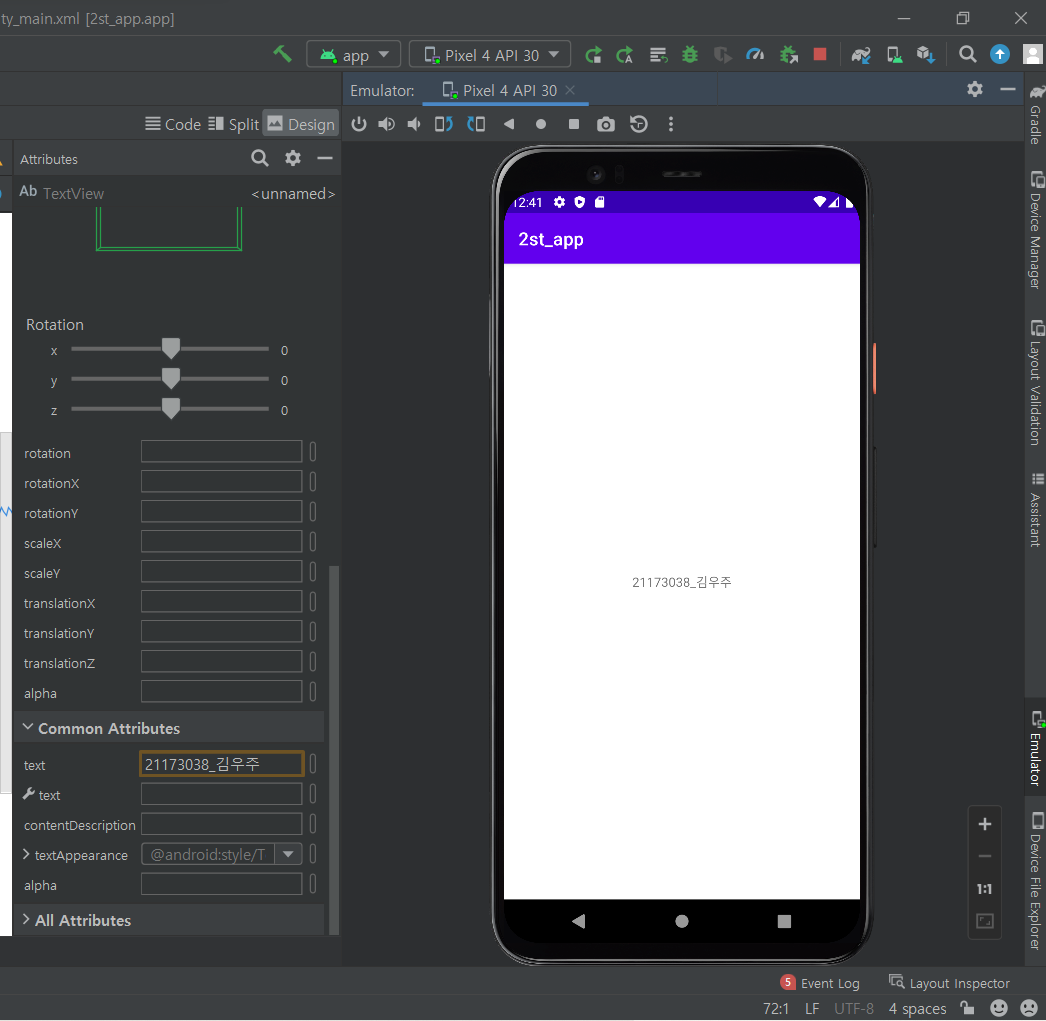 ty_main.xml [2st_app.app]
app
Pixel 4 API 30
Emulator:
Pixel 4 API 30
Code
Split
Design
Attributes
Ab TextView
<unnamed>
Rotation
x
0
y
0
z
0
rotation
rotationX
rotationY
scaleX
scaleY
translationX
translationY
translationZ
alpha
Common Attributes
text
21173038_김우주
text
contentDescription
textAppearance
@android:style/T
alpha
All Attributes
12:41
2st_app
21173038_김우주
1:1
Gradle
Device Manager
Layout Validation
Assistant
Emulator
Device File Explorer
5 Event Log
Layout Inspector
72:1 LF UTF-8 4 spaces